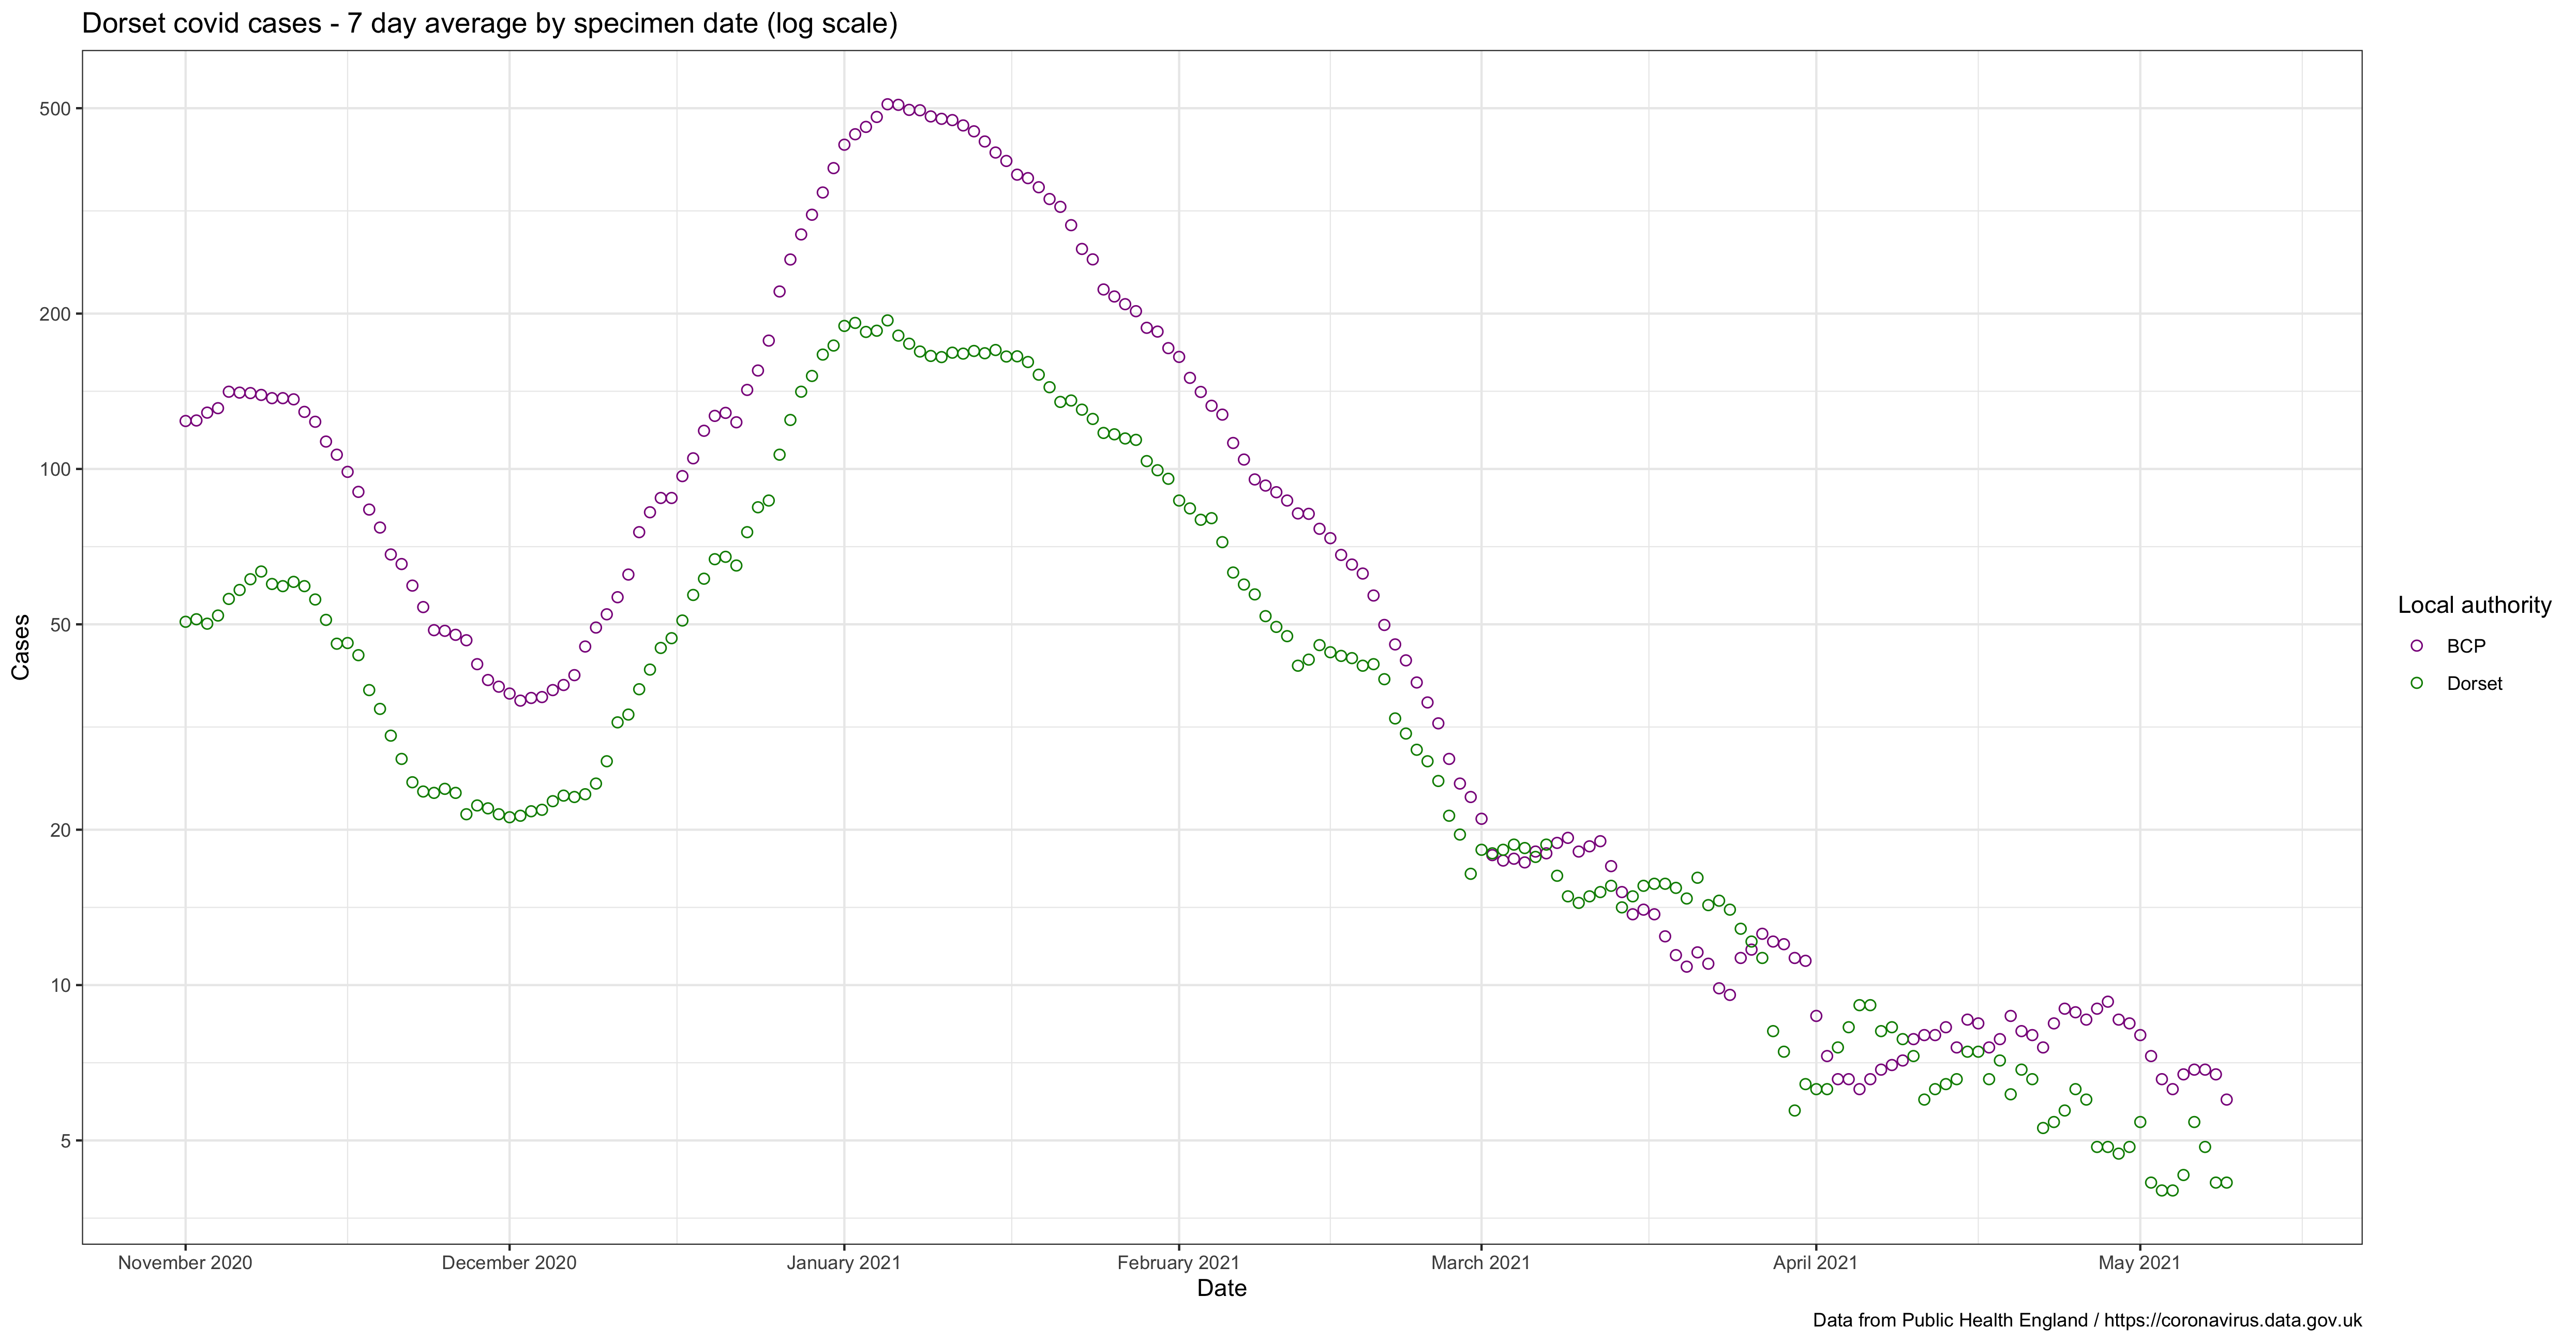 Dorset covid cases - 7 day average by specimen date (log scale)
500
200
100
50
20
10
5
Cases
November 2020
December 2020
January 2021
February 2021
March 2021
April 2021
May 2021
Date
Local authority
BCP
Dorset
Data from Public Health England / https://coronavirus.data.gov.uk